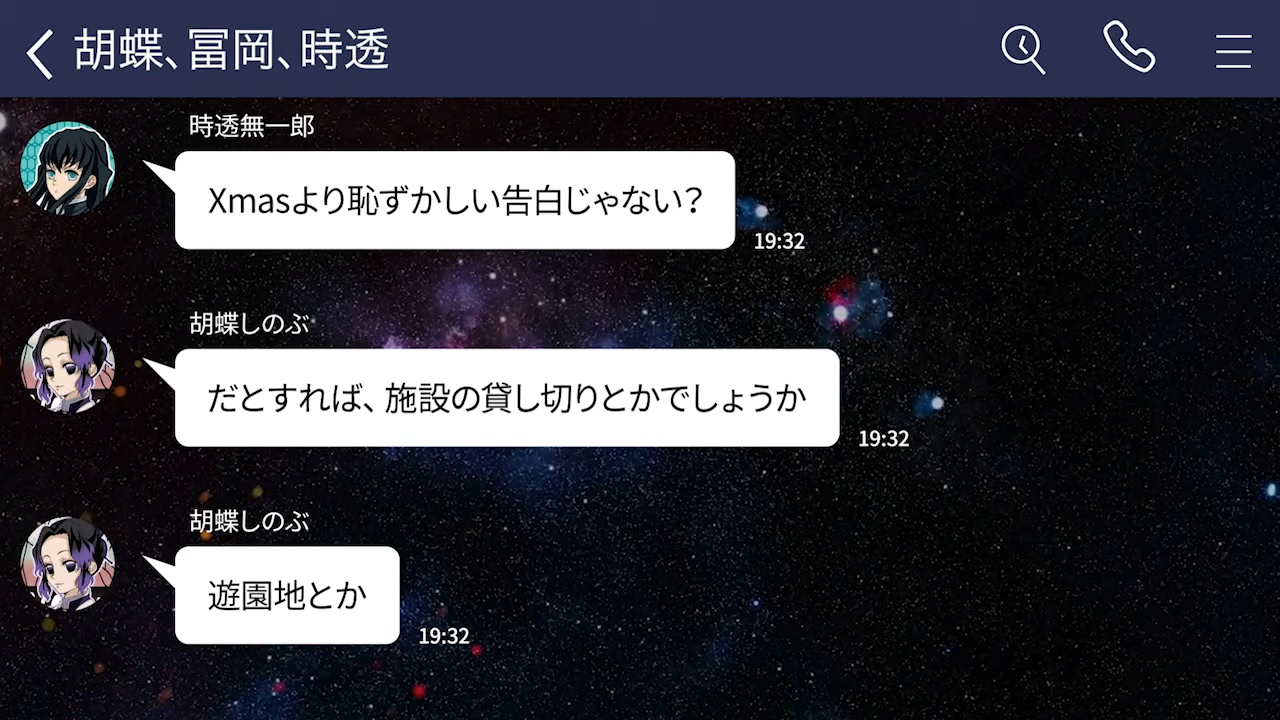 胡蝶、冨岡、時透
時透無一郎
Xmasより恥ずかしい告白じゃない？
19:32
胡蝶しのぶ
だとすれば、施設の貸し切りとかでしょうか
19:32
胡蝶しのぶ
遊園地とか
19:32